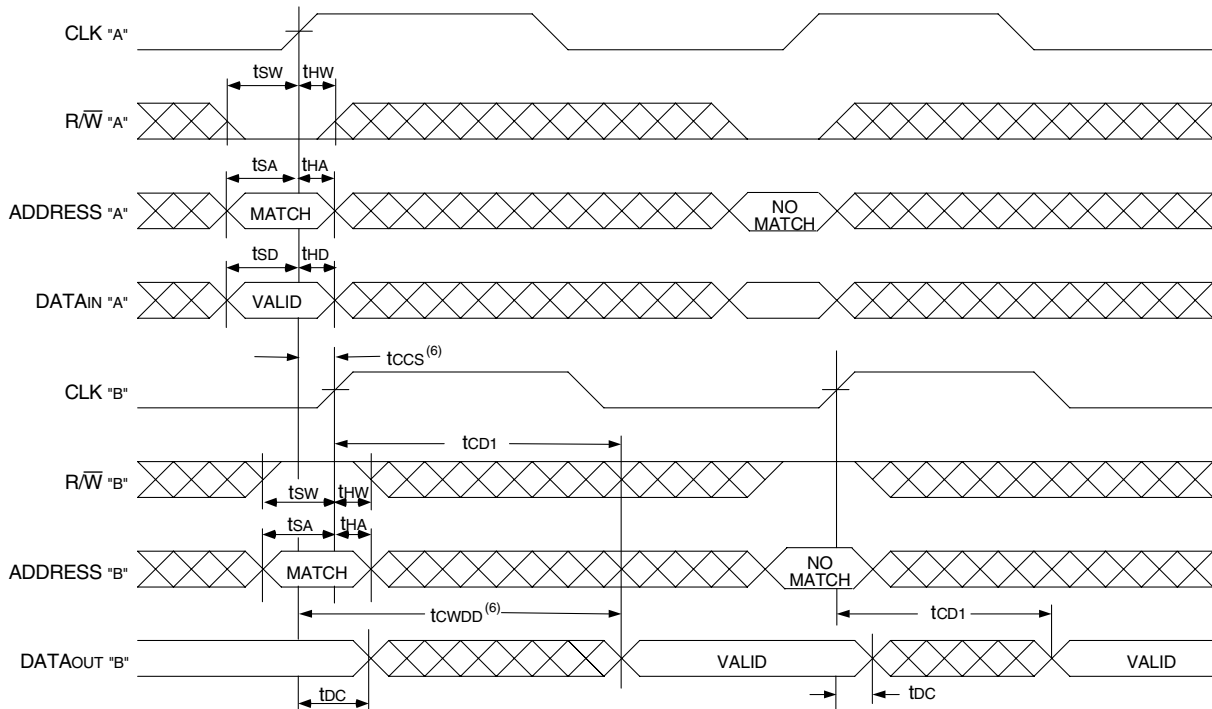 CLK "A"
tSW tHW
R/W̅ "A"
tSA tHA
ADDRESS "A" MATCH NO MATCH
tSD tHD
DATAIN "A" VALID
tCCS(6)
CLK "B"
tCD1
R/W̅ "B"
tSW tHW
tSA tHA
ADDRESS "B" MATCH NO MATCH
tCWDD(6) tCD1
DATAOUT "B" VALID VALID
tDC tDC